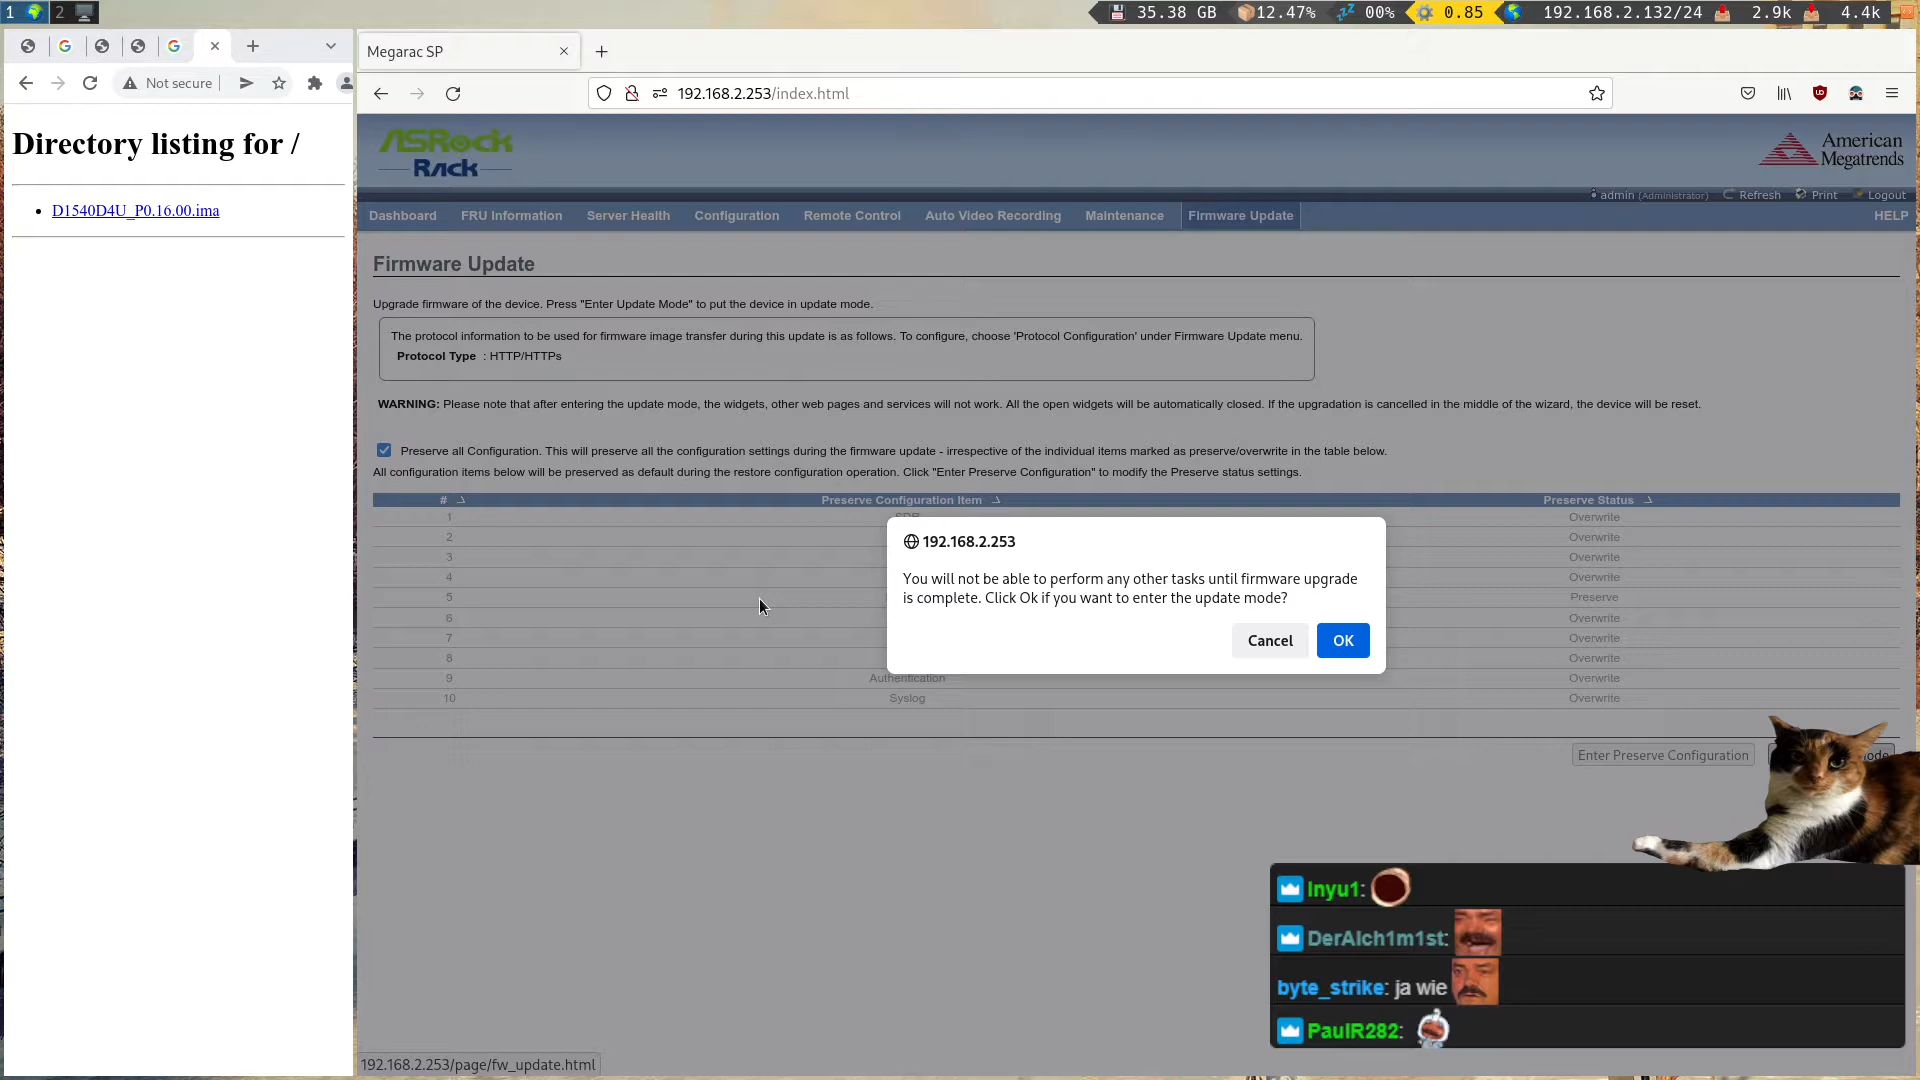 1
2
35.38 GB
12.47%
00%
0.85
192.168.2.132/24
2.9k
4.4k
Not secure
Directory listing for /
D1540D4U_P0.16.00.ima
Megarac SP
192.168.2.253/index.html
ASRock
Rack
American
Megatrends
admin (Administrator)
Refresh
Print
Logout
Dashboard
FRU Information
Server Health
Configuration
Remote Control
Auto Video Recording
Maintenance
Firmware Update
HELP
Firmware Update
Upgrade firmware of the device. Press "Enter Update Mode" to put the device in update mode.
The protocol information to be used for firmware image transfer during this update is as follows. To configure, choose 'Protocol Configuration' under Firmware Update menu.
Protocol Type : HTTP/HTTPs
WARNING: Please note that after entering the update mode, the widgets, other web pages and services will not work. All the open widgets will be automatically closed. If the upgradation is cancelled in the middle of the wizard, the device will be reset.
Preserve all Configuration. This will preserve all the configuration settings during the firmware update - irrespective of the individual items marked as preserve/overwrite in the table below.
All configuration items below will be preserved as default during the restore configuration operation. Click "Enter Preserve Configuration" to modify the Preserve status settings.
# Preserve Configuration Item Preserve Status
1 SDR Overwrite
2 Overwrite
3 Overwrite
4 Overwrite
5 Preserve
6 Overwrite
7 Overwrite
8 Overwrite
9 Authentication Overwrite
10 Syslog Overwrite
192.168.2.253
You will not be able to perform any other tasks until firmware upgrade
is complete. Click Ok if you want to enter the update mode?
Cancel
OK
Enter Preserve Configuration
Inyu1:
DerAlch1m1st:
byte_strike: ja wie
PaulR282:
192.168.2.253/page/fw_update.html